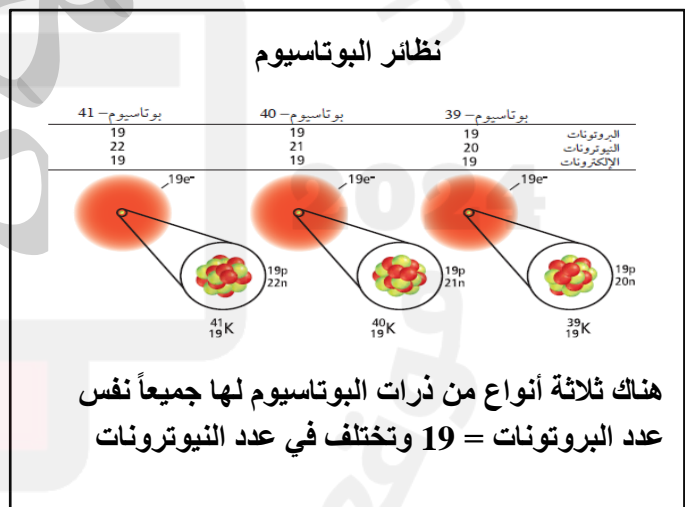 نظائر البوتاسيوم
بوتاسيوم – 39 بوتاسيوم – 40 بوتاسيوم – 41
البروتونات 19 19 19
النيوترونات 20 21 22
الإلكترونات 19 19 19
19e- 19e- 19e-
19p 19p 19p
20n 21n 22n
³⁹₁₉K ⁴⁰₁₉K ⁴¹₁₉K
هناك ثلاثة أنواع من ذرات البوتاسيوم لها جميعاً نفس
عدد البروتونات = 19 وتختلف في عدد النيوترونات
2024